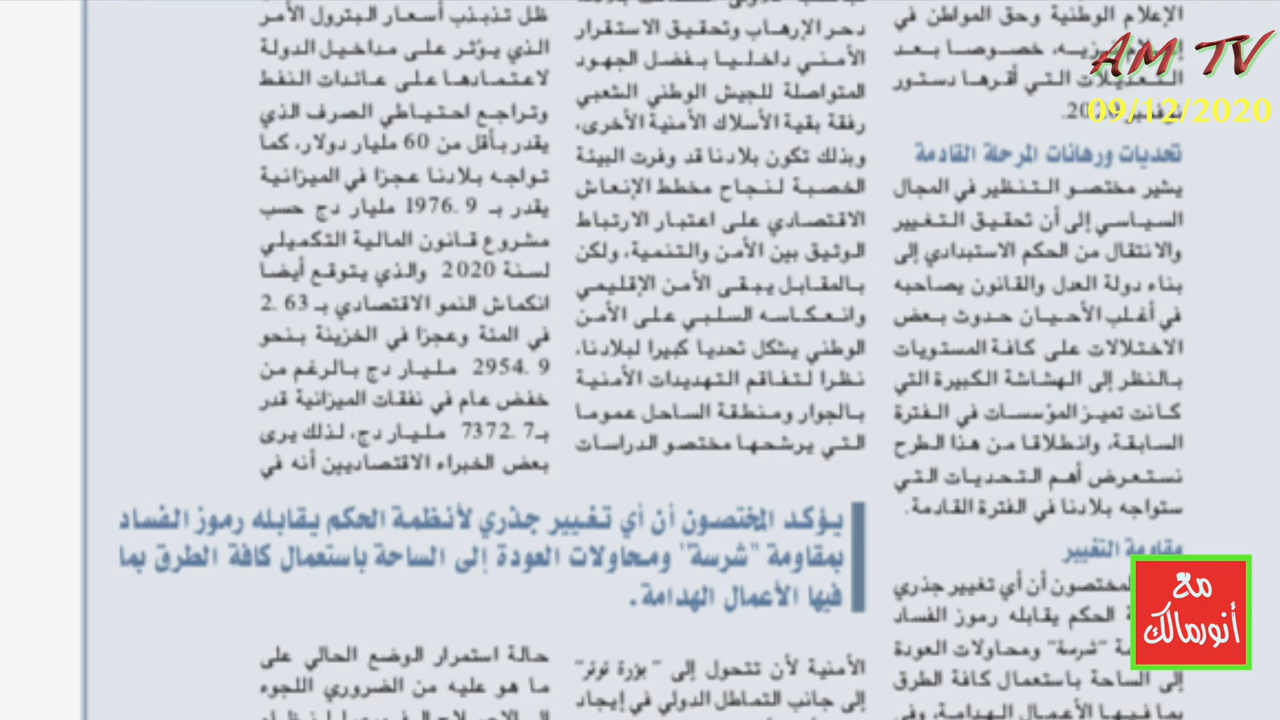 AM TV
09/12/2020
الإعلام الوطنية وحق المواطن في
خصوصا بعد
التعديلات التي أقرها دستور
تحديات ورهانات المرحلة القادمة
يشير مختصو التنظير في المجال
السياسي إلى أن تحقيق التغيير
والانتقال من الحكم الاستبدادي إلى
بناء دولة العدل والقانون يصاحبه
في أغلب الأحيان حدوث بعض
الاختلالات على كافة المستويات
بالنظر إلى الهشاشة الكبيرة التي
كانت تميز المؤسسات في الفترة
السابقة، وانطلاقا من هذا الطرح
نستعرض أهم التحديات التي
ستواجه بلادنا في الفترة القادمة.
مقاومة التغيير
المختصون أن أي تغيير جذري
الحكم يقابله رموز الفساد
"شرسة" ومحاولات العودة
إلى الساحة باستعمال كافة الطرق
بما فيها الأعمال الهدامة، وفي
دحر الإرهاب وتحقيق الاستقرار
الأمني داخليا بفضل الجهود
المتواصلة للجيش الوطني الشعبي
رفقة بقية الأسلاك الأمنية الأخرى،
وبذلك تكون بلادنا قد وفرت البيئة
الخصبة لنجاح مخطط الإنعاش
الاقتصادي على اعتبار الارتباط
الوثيق بين الأمن والتنمية، ولكن
بالمقابل يبقى الأمن الإقليمي
وانعكاسه السلبي على الأمن
الوطني يشكل تحديا كبيرا لبلادنا،
نظرا لتفاقم التهديدات الأمنية
بالجوار ومنطقة الساحل عموما
التي يرشحها مختصو الدراسات
الأمنية لأن تتحول إلى "بؤرة توتر"
إلى جانب التماطل الدولي في إيجاد
ظل تذبذب أسعار البترول الأمر
الذي يؤثر على مداخيل الدولة
لاعتمادها على عائدات النفط
وتراجع احتياطي الصرف الذي
يقدر بأقل من 60 مليار دولار، كما
تواجه بلادنا عجزا في الميزانية
يقدر بـ 1976.9 مليار دج حسب
مشروع قانون المالية التكميلي
لسنة 2020 والذي يتوقع أيضا
انكماش النمو الاقتصادي بـ 2.63
في المئة وعجزا في الخزينة بنحو
2954.9 مليار دج بالرغم من
خفض عام في نفقات الميزانية قدر
بـ7372.7 مليار دج، لذلك يرى
بعض الخبراء الاقتصاديين أنه في
حالة استمرار الوضع الحالي على
ما هو عليه من الضروري اللجوء
يؤكد المختصون أن أي تغيير جذري لأنظمة الحكم يقابله رموز الفساد
بمقاومة "شرسة" ومحاولات العودة إلى الساحة باستعمال كافة الطرق بما
فيها الأعمال الهدامة.
مع
أنورمالك